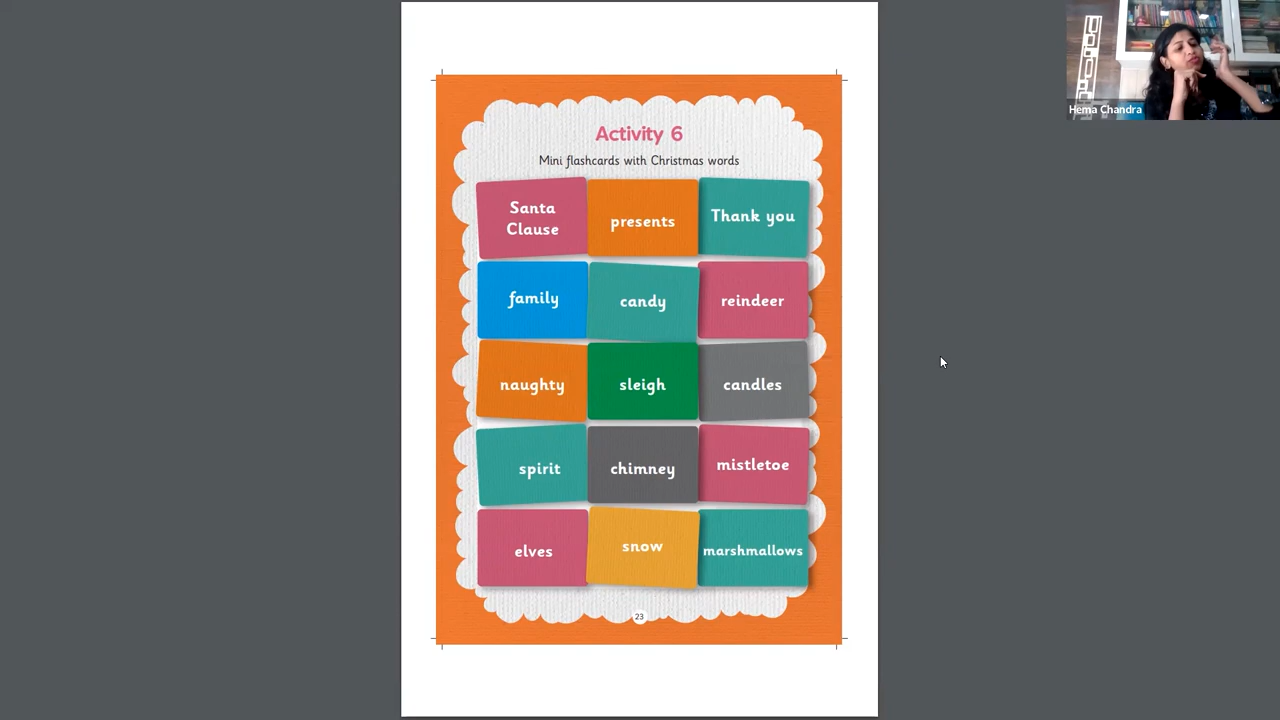 Activity 6
Mini flashcards with Christmas words
Santa
Clause
presents
Thank you
family
candy
reindeer
naughty
sleigh
candles
spirit
chimney
mistletoe
elves
snow
marshmallows
23
Hema Chandra